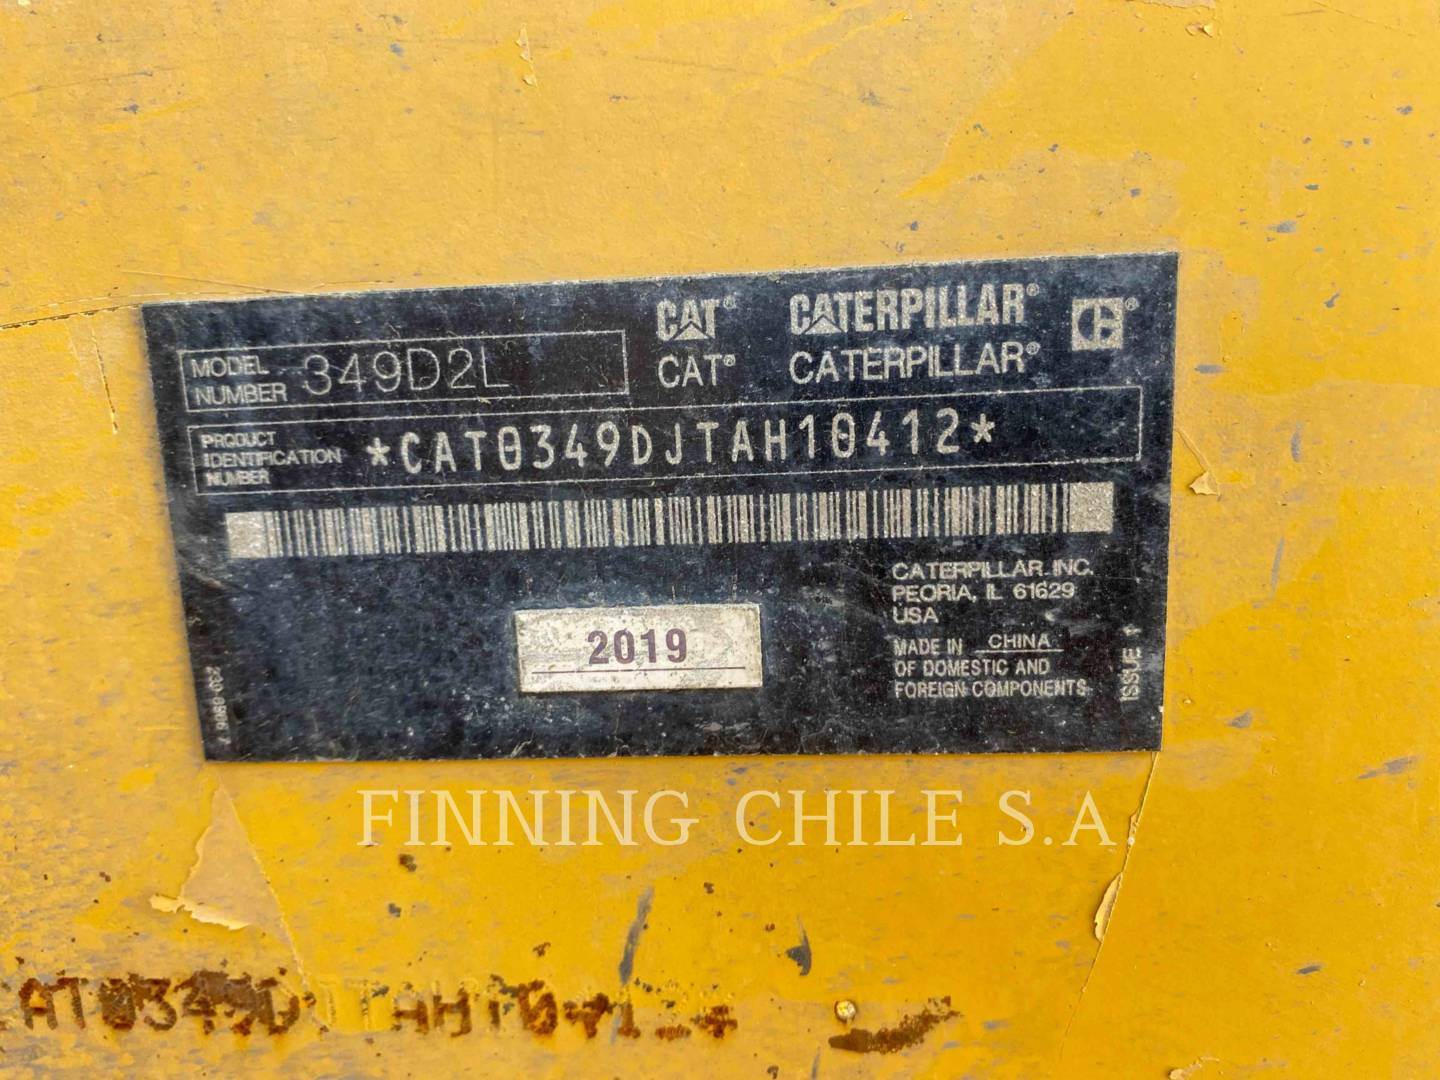 CAT® CATERPILLAR®
CAT® CATERPILLAR®
MODEL NUMBER 349D2L
PRODUCT IDENTIFICATION NUMBER *CAT0349DJTAH10412*
CATERPILLAR INC.
PEORIA, IL 61629
USA
MADE IN CHINA
OF DOMESTIC AND
FOREIGN COMPONENTS
ISSUE 1
2019
FINNING CHILE S.A.
AT0349DJTAH104